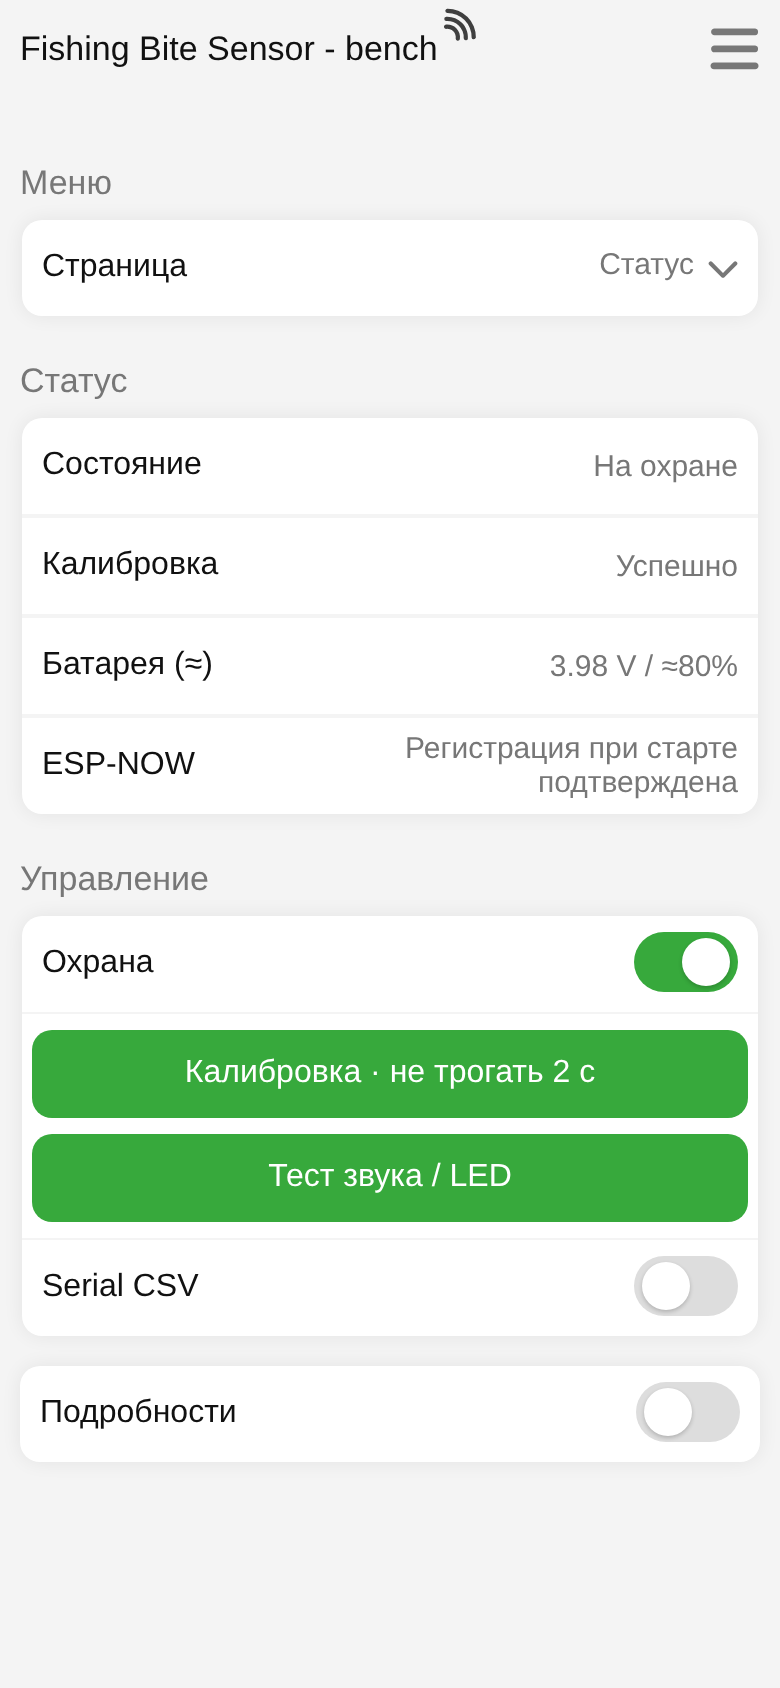 Fishing Bite Sensor - bench
Меню
Страница
Статус
Статус
Состояние
На охране
Калибровка
Успешно
Батарея (≈)
3.98 V / ≈80%
ESP-NOW
Регистрация при старте
подтверждена
Управление
Охрана
Калибровка · не трогать 2 с
Тест звука / LED
Serial CSV
Подробности